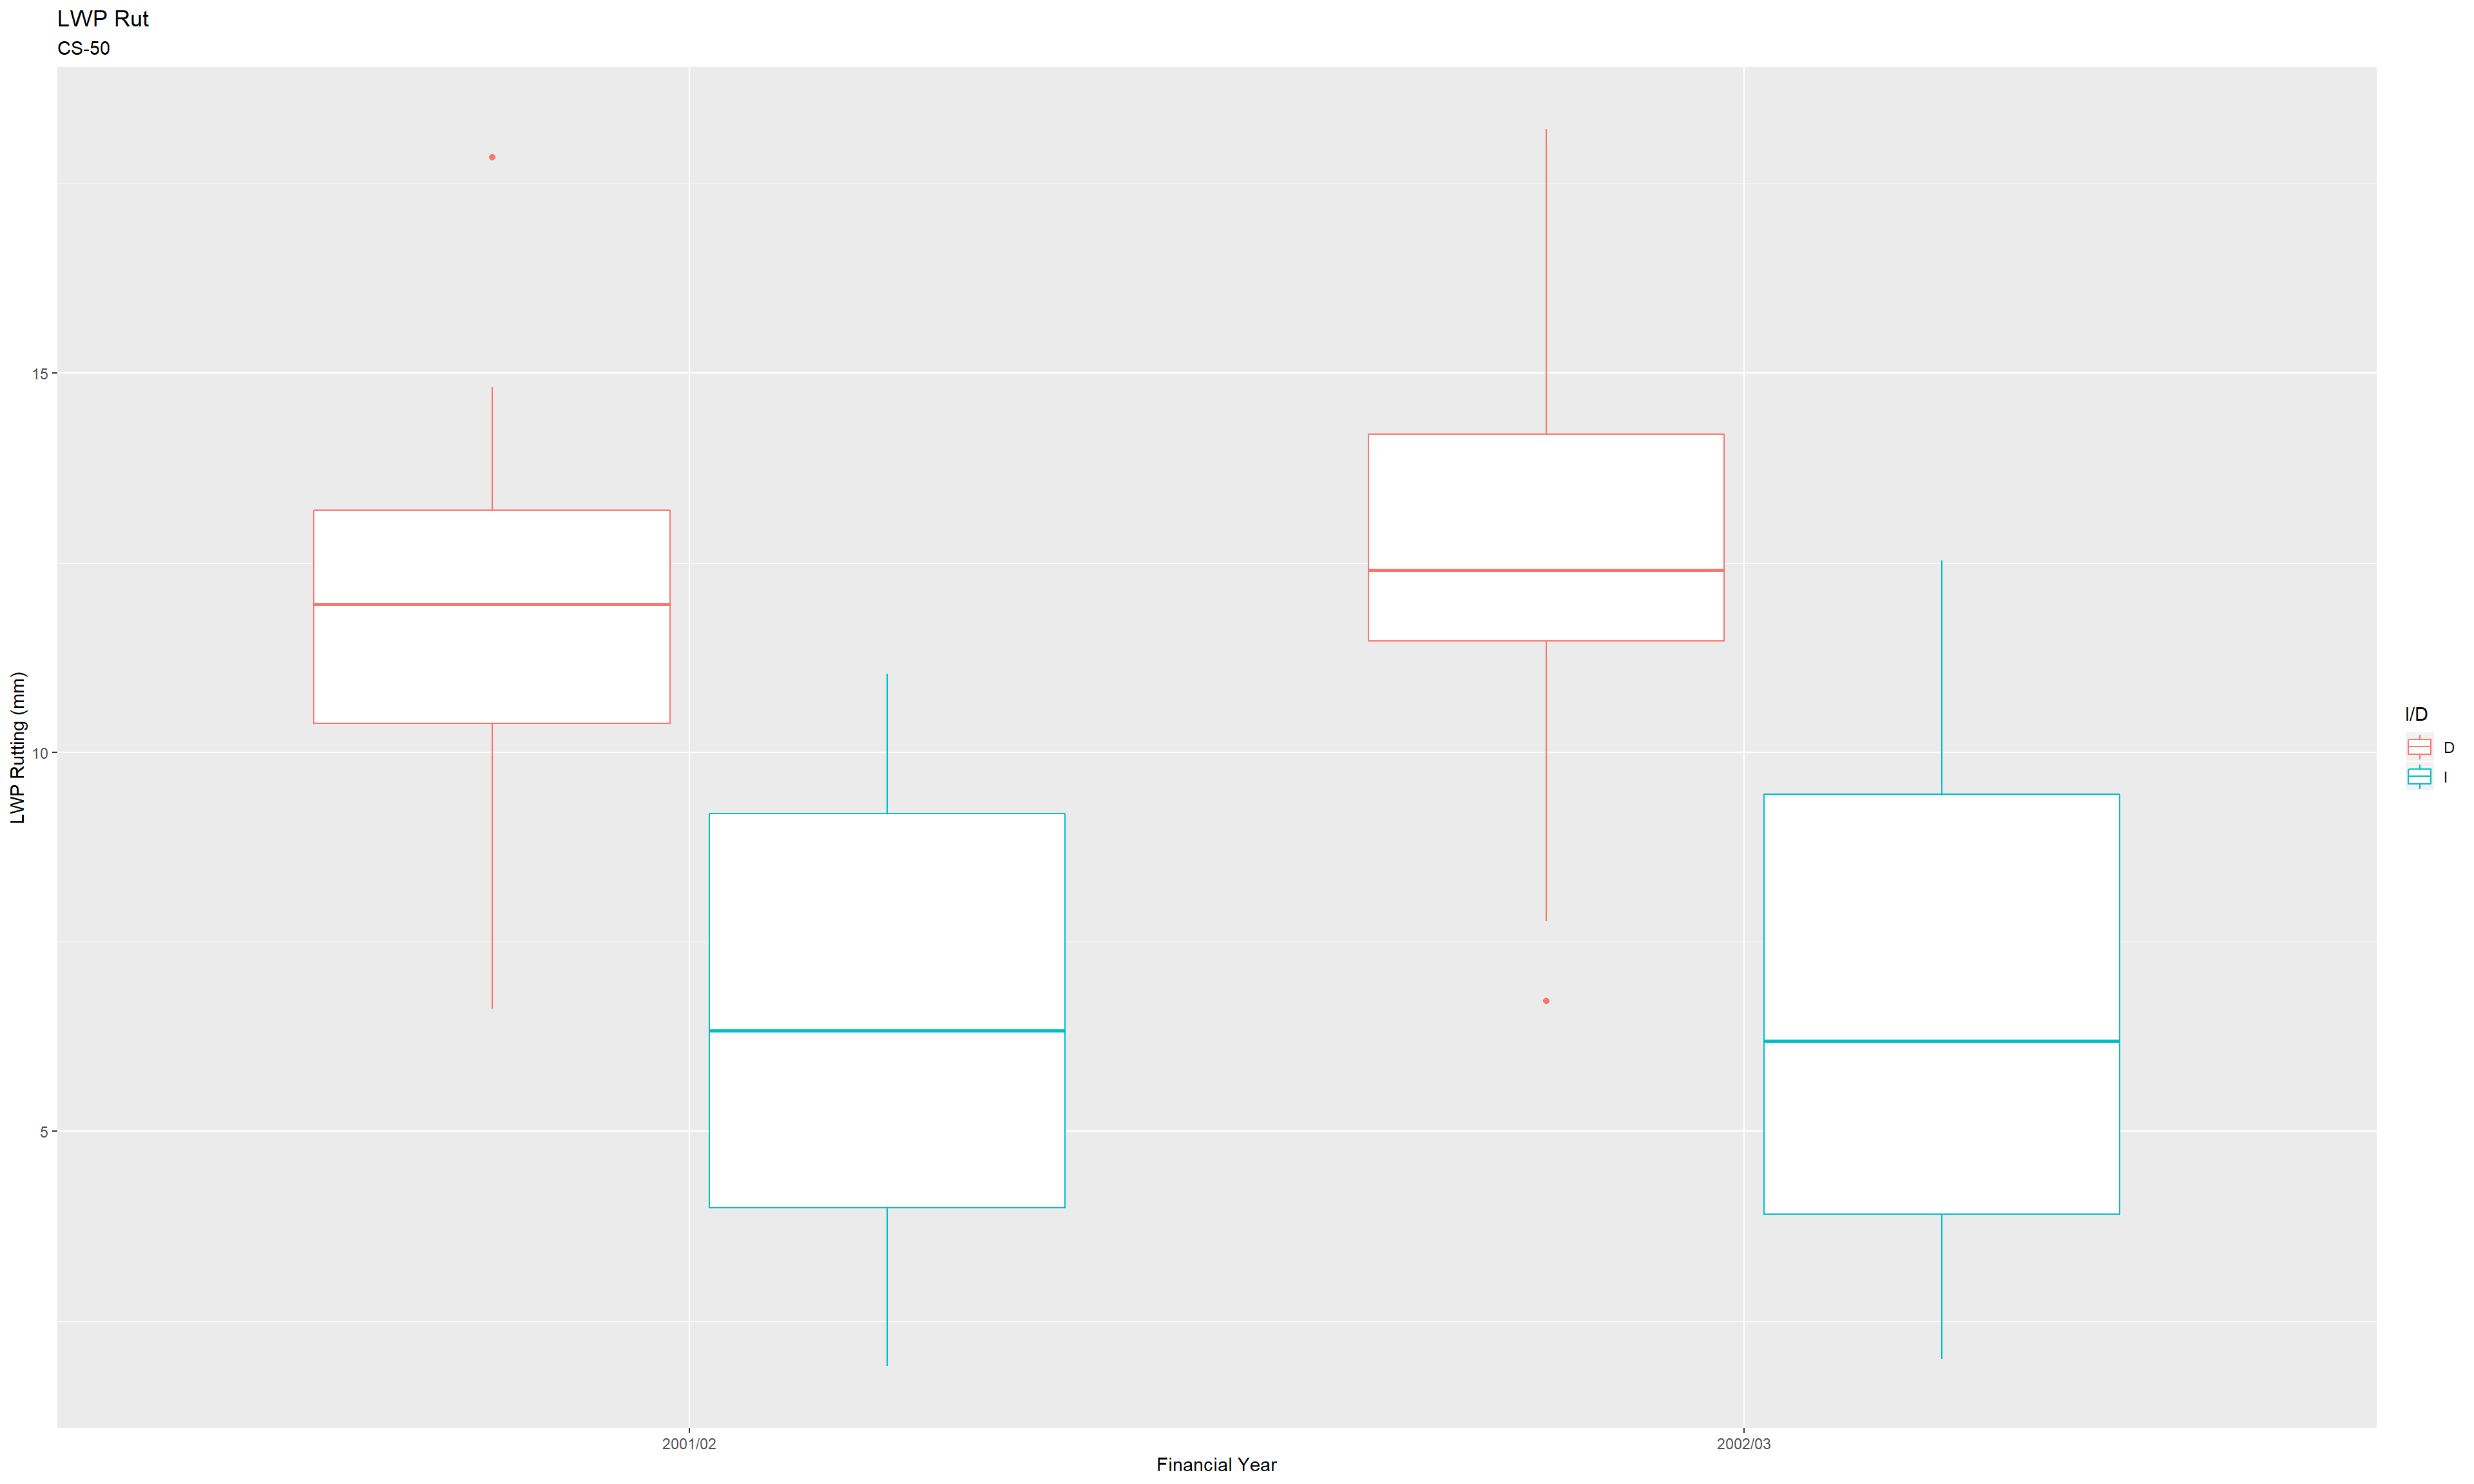 LWP Rut
CS-50
LWP Rutting (mm)
15
10
5
2001/02
2002/03
Financial Year
I/D
D
I